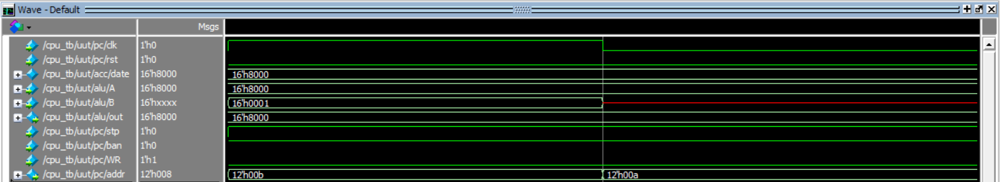 Wave - Default
Msgs
/cpu_tb/uut/pc/clk 1'h0
/cpu_tb/uut/pc/rst 1'h0
/cpu_tb/uut/acc/date 16'h8000 16'h8000
/cpu_tb/uut/alu/A 16'h8000 16'h8000
/cpu_tb/uut/alu/B 16'hxxxx 16'h0001
/cpu_tb/uut/alu/out 16'h8000 16'h8000
/cpu_tb/uut/pc/stp 1'h0
/cpu_tb/uut/pc/ban 1'h0
/cpu_tb/uut/pc/WR 1'h1
/cpu_tb/uut/pc/addr 12'h008 12'h00b 12'h00a